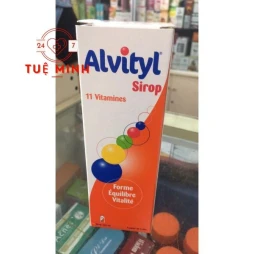 24 7
TUỆ MINH
Alvityl®
Sirop
11 Vitamines
Forme
Équilibre
Vitalité